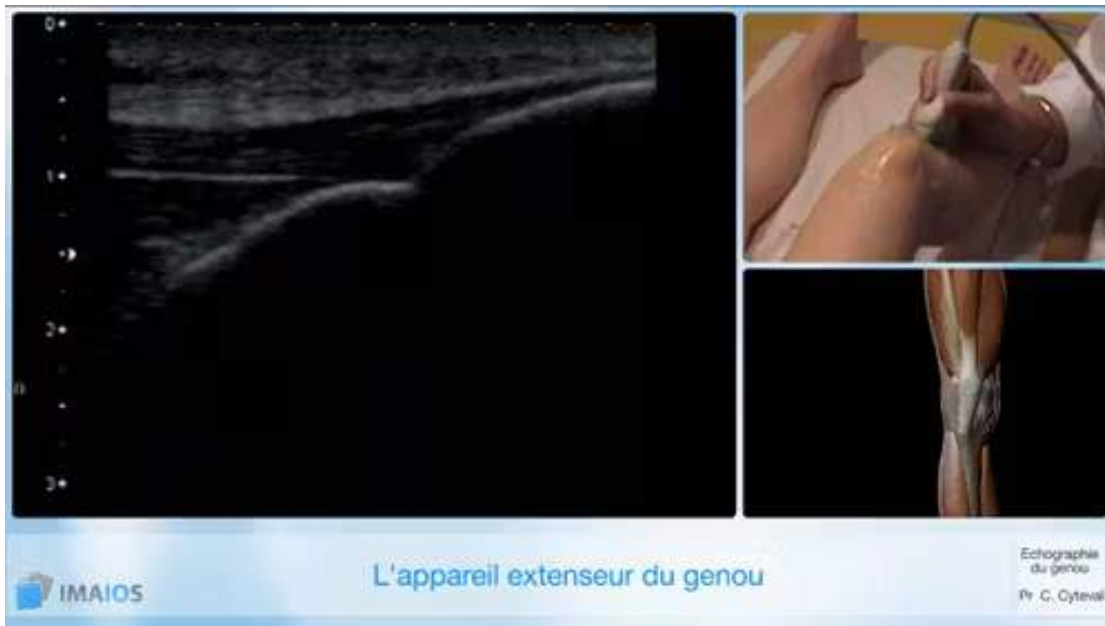 0
1
2
3
L'appareil extenseur du genou
IMAIOS
Echographie
du genou
Pr C. Cyteval